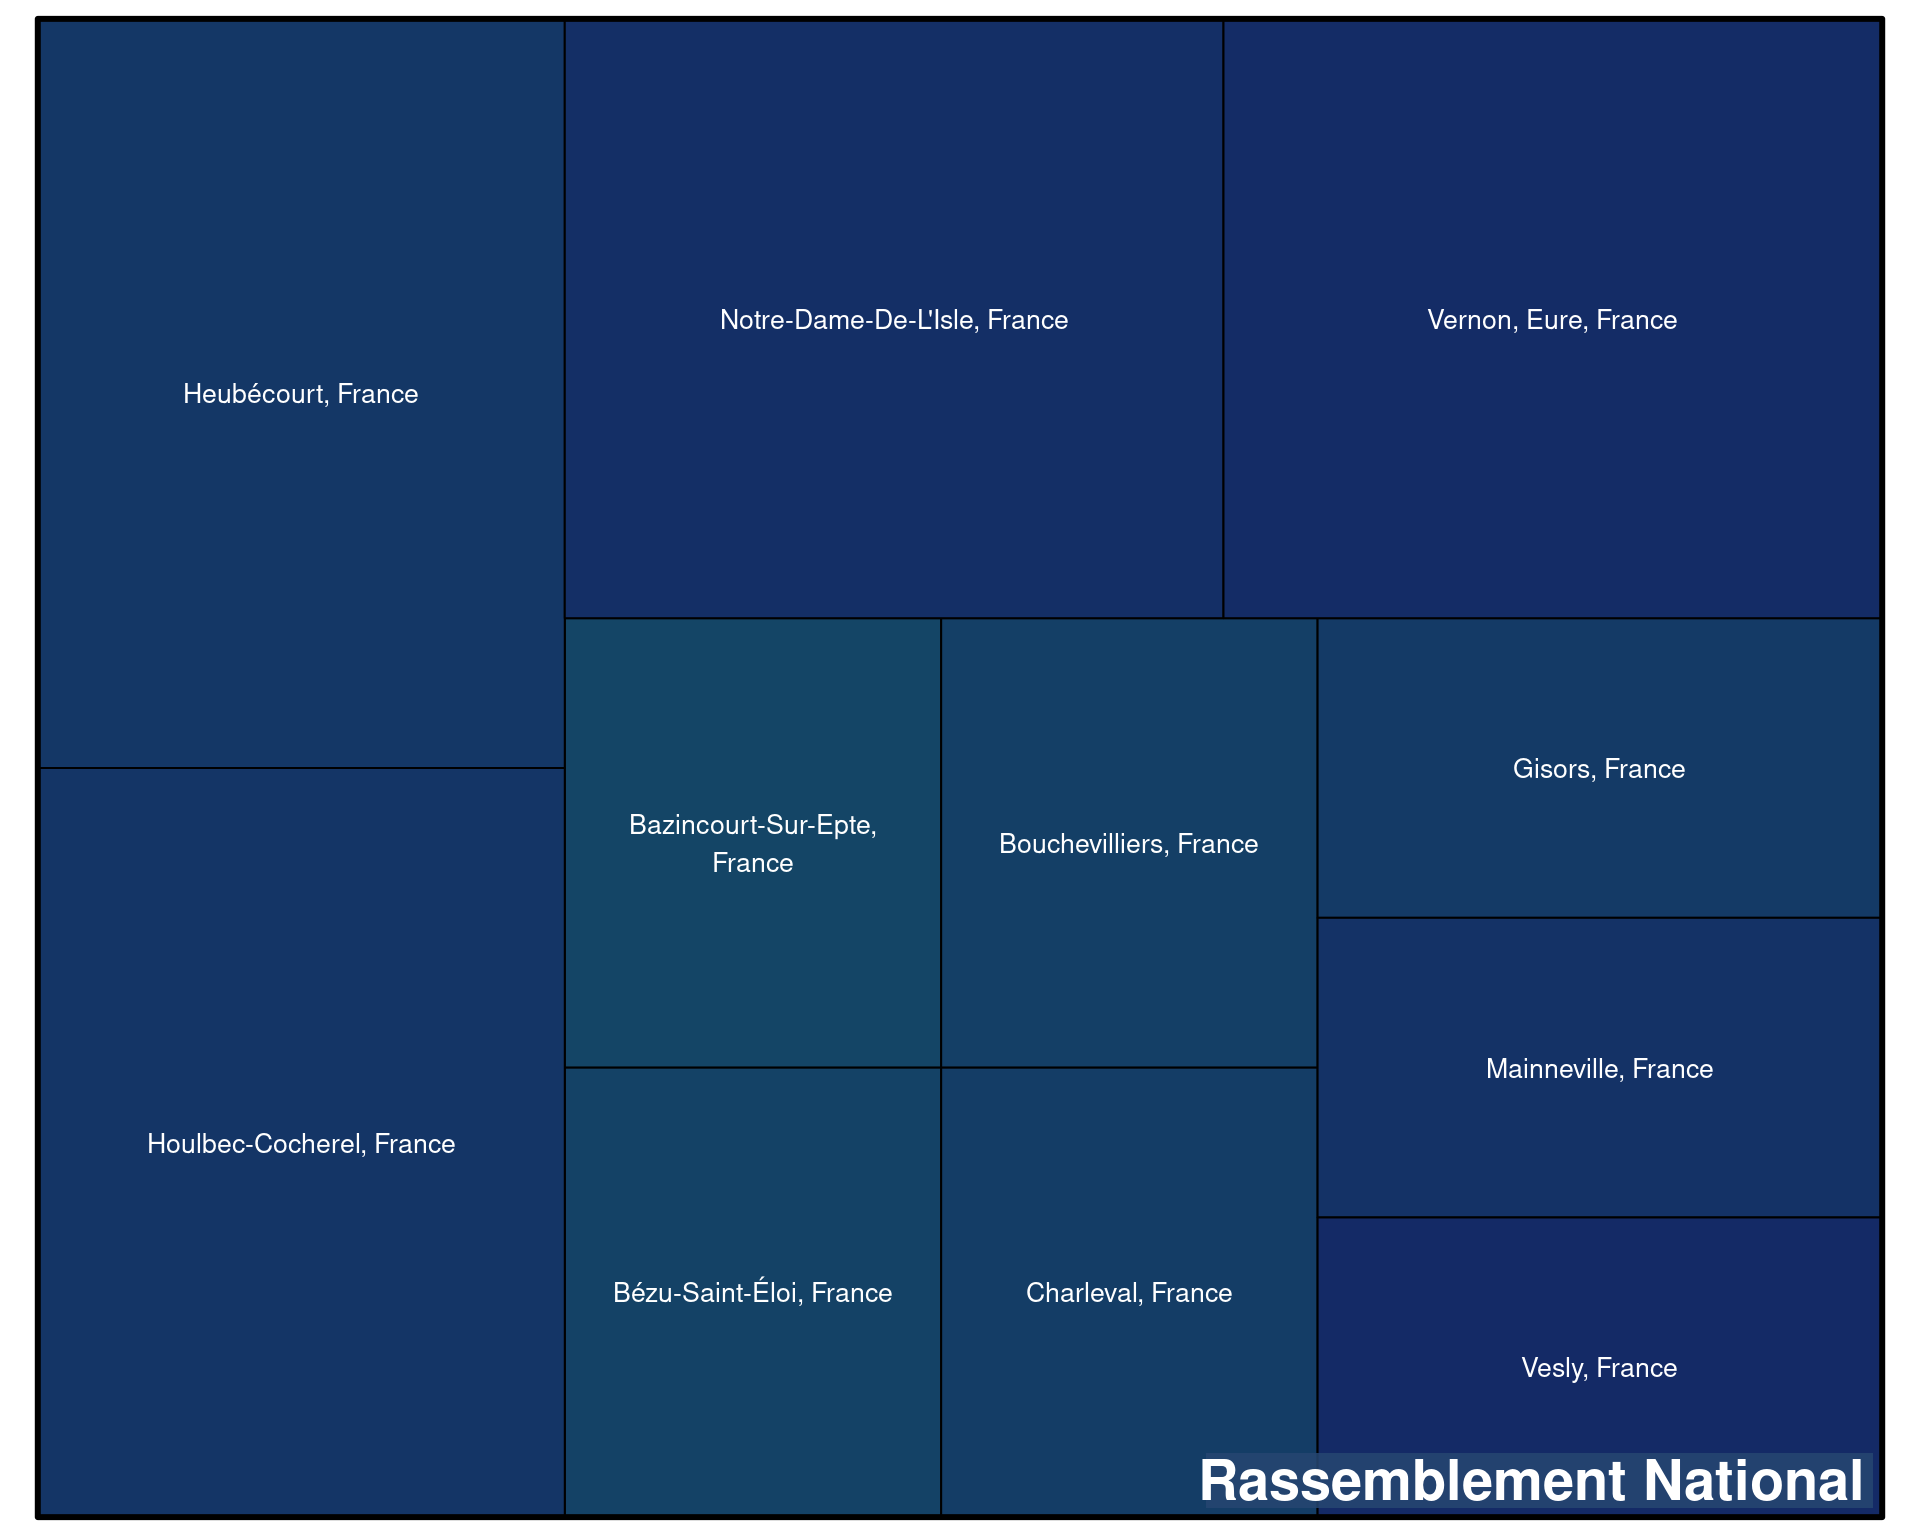 Heubécourt, France
Notre-Dame-De-L'Isle, France
Vernon, Eure, France
Houlbec-Cocherel, France
Bazincourt-Sur-Epte,
France
Bouchevilliers, France
Gisors, France
Mainneville, France
Bézu-Saint-Éloi, France
Charleval, France
Vesly, France
Rassemblement National